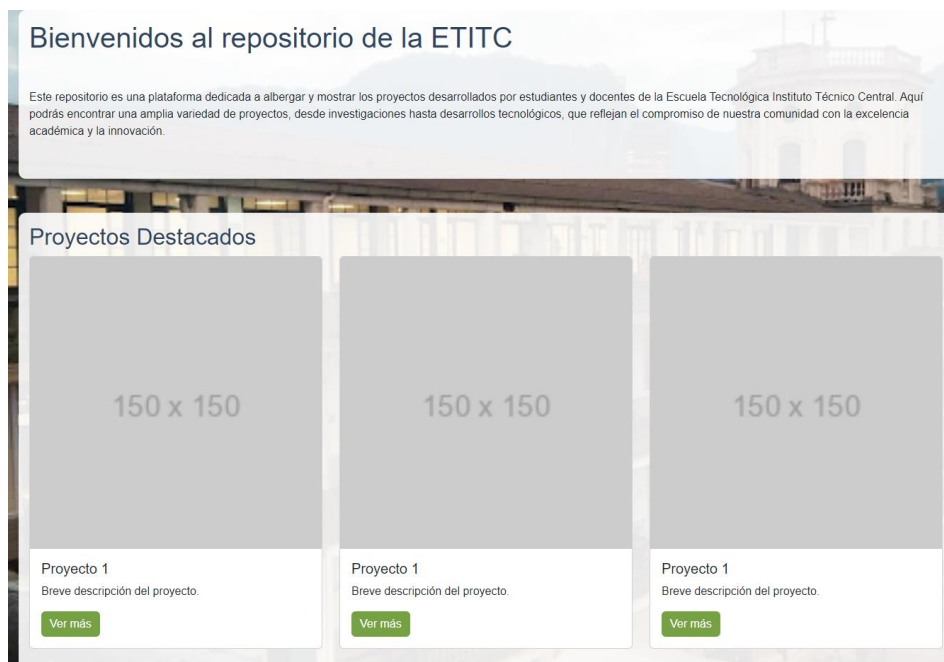 Bienvenidos al repositorio de la ETITC
Este repositorio es una plataforma dedicada a albergar y mostrar los proyectos desarrollados por estudiantes y docentes de la Escuela Tecnológica Instituto Técnico Central. Aquí
podrás encontrar una amplia variedad de proyectos, desde investigaciones hasta desarrollos tecnológicos, que reflejan el compromiso de nuestra comunidad con la excelencia
académica y la innovación.
Proyectos Destacados
150 x 150
Proyecto 1
Breve descripción del proyecto.
Ver más
150 x 150
Proyecto 1
Breve descripción del proyecto.
Ver más
150 x 150
Proyecto 1
Breve descripción del proyecto.
Ver más